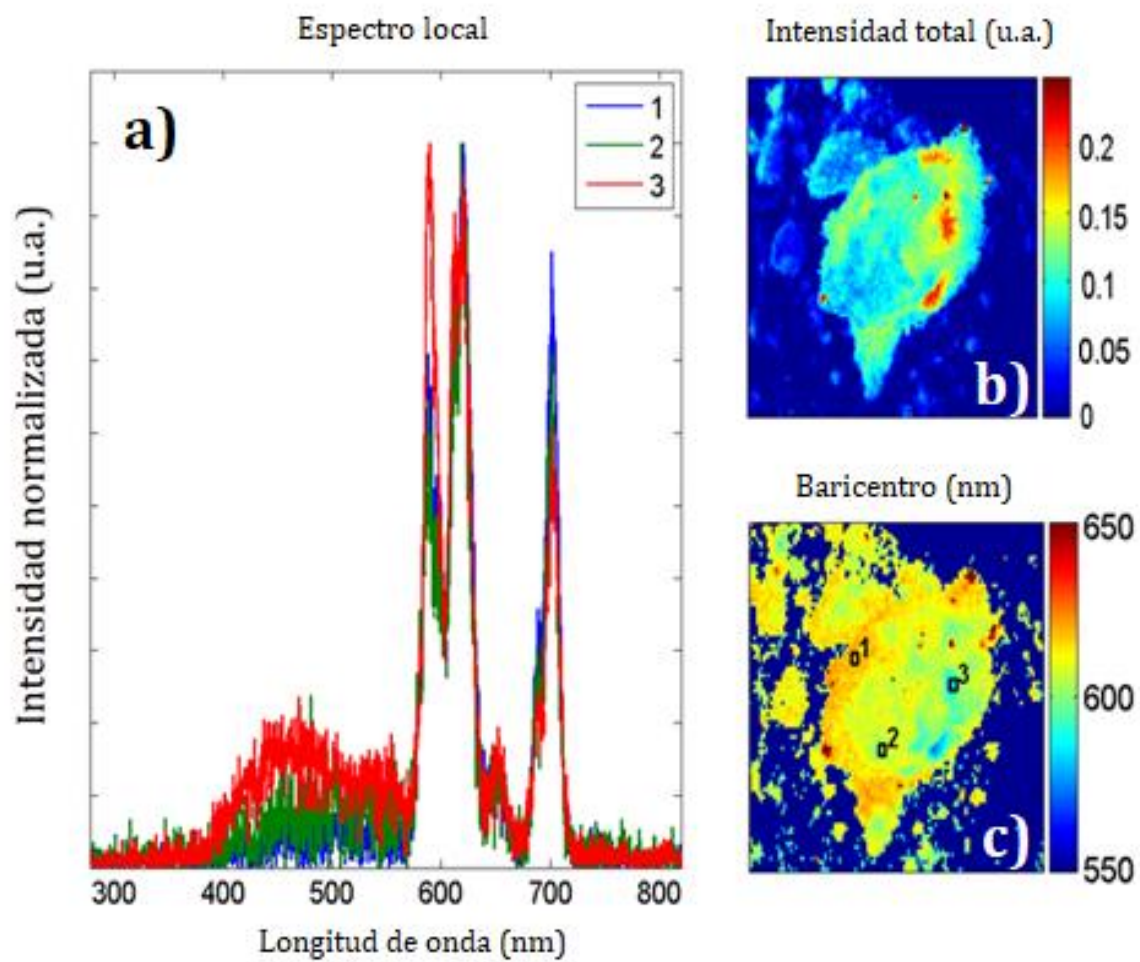 Espectro local
a)
1
2
3
Intensidad normalizada (u.a.)
300 400 500 600 700 800
Longitud de onda (nm)
Intensidad total (u.a.)
0.2
0.15
0.1
0.05
0
b)
Baricentro (nm)
650
600
550
1
3
2
c)